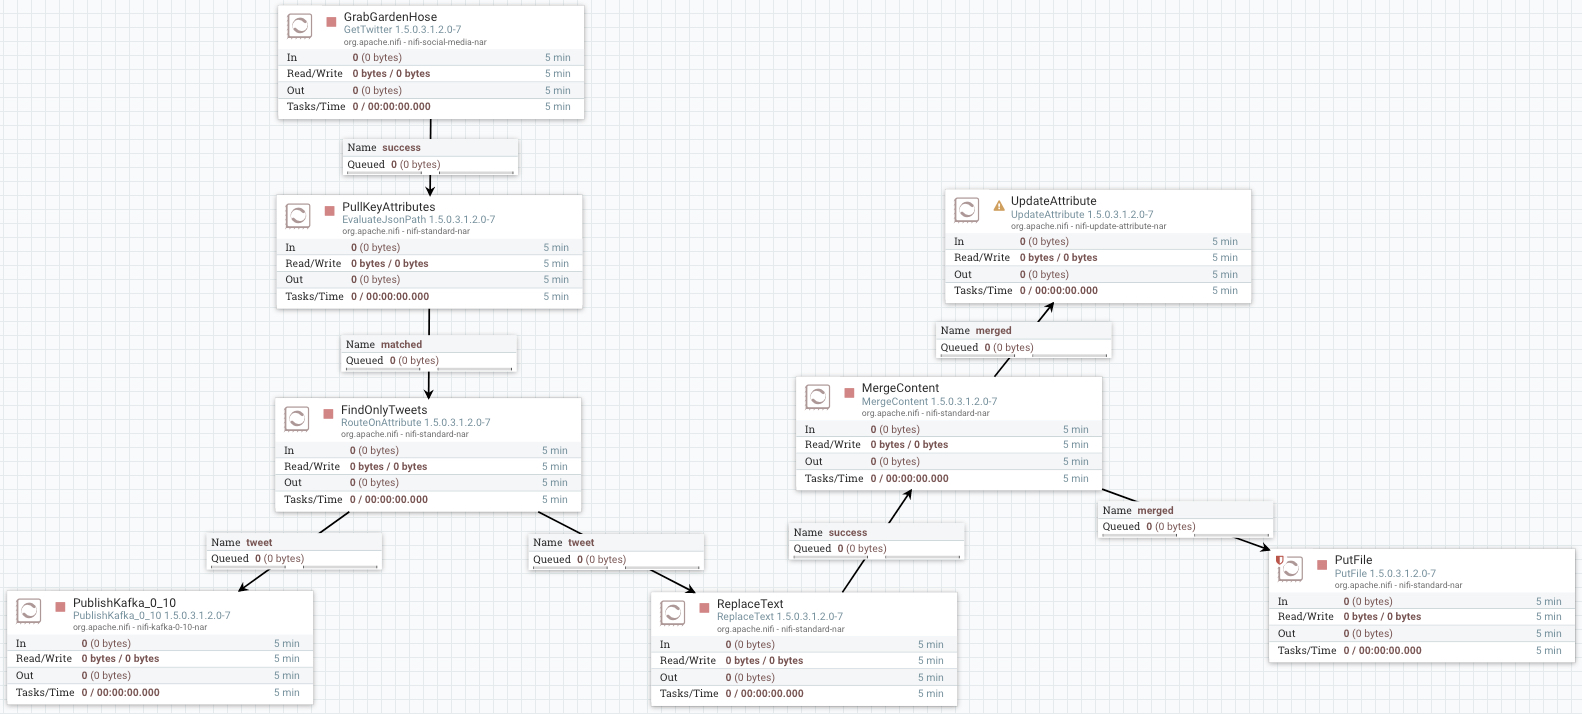 GrabGardenHose
GetTwitter 1.5.0.3.1.2.0-7
org.apache.nifi - nifi-social-media-nar
In 0 (0 bytes) 5 min
Read/Write 0 bytes / 0 bytes 5 min
Out 0 (0 bytes) 5 min
Tasks/Time 0 / 00:00:00.000 5 min
Name success
Queued 0 (0 bytes)
PullKeyAttributes
EvaluateJsonPath 1.5.0.3.1.2.0-7
org.apache.nifi - nifi-standard-nar
In 0 (0 bytes) 5 min
Read/Write 0 bytes / 0 bytes 5 min
Out 0 (0 bytes) 5 min
Tasks/Time 0 / 00:00:00.000 5 min
Name matched
Queued 0 (0 bytes)
FindOnlyTweets
RouteOnAttribute 1.5.0.3.1.2.0-7
org.apache.nifi - nifi-standard-nar
In 0 (0 bytes) 5 min
Read/Write 0 bytes / 0 bytes 5 min
Out 0 (0 bytes) 5 min
Tasks/Time 0 / 00:00:00.000 5 min
Name tweet
Queued 0 (0 bytes)
PublishKafka_0_10
PublishKafka_0_10 1.5.0.3.1.2.0-7
org.apache.nifi - nifi-kafka-0-10-nar
In 0 (0 bytes) 5 min
Read/Write 0 bytes / 0 bytes 5 min
Out 0 (0 bytes) 5 min
Tasks/Time 0 / 00:00:00.000 5 min
Name tweet
Queued 0 (0 bytes)
ReplaceText
ReplaceText 1.5.0.3.1.2.0-7
org.apache.nifi - nifi-standard-nar
In 0 (0 bytes) 5 min
Read/Write 0 bytes / 0 bytes 5 min
Out 0 (0 bytes) 5 min
Tasks/Time 0 / 00:00:00.000 5 min
Name success
Queued 0 (0 bytes)
MergeContent
MergeContent 1.5.0.3.1.2.0-7
org.apache.nifi - nifi-standard-nar
In 0 (0 bytes) 5 min
Read/Write 0 bytes / 0 bytes 5 min
Out 0 (0 bytes) 5 min
Tasks/Time 0 / 00:00:00.000 5 min
Name merged
Queued 0 (0 bytes)
UpdateAttribute
UpdateAttribute 1.5.0.3.1.2.0-7
org.apache.nifi - nifi-update-attribute-nar
In 0 (0 bytes) 5 min
Read/Write 0 bytes / 0 bytes 5 min
Out 0 (0 bytes) 5 min
Tasks/Time 0 / 00:00:00.000 5 min
Name merged
Queued 0 (0 bytes)
PutFile
PutFile 1.5.0.3.1.2.0-7
org.apache.nifi - nifi-standard-nar
In 0 (0 bytes) 5 min
Read/Write 0 bytes / 0 bytes 5 min
Out 0 (0 bytes) 5 min
Tasks/Time 0 / 00:00:00.000 5 min